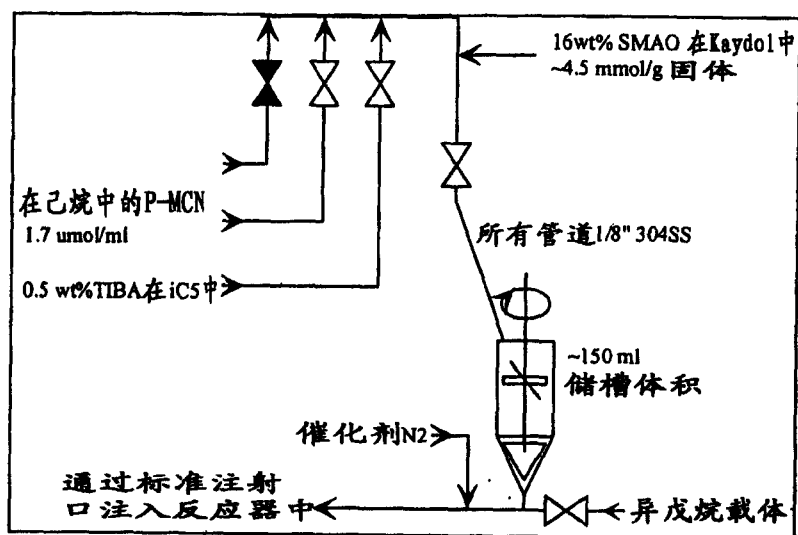 16wt% SMAO 在Kaydol中
~4.5 mmol/g 固体
在己烷中的P-MCN
1.7 umol/ml
所有管道1/8" 304SS
0.5 wt%TIBA在iC5中
~150 ml
储槽体积
催化剂N2
通过标准注射
口注入反应器中
异戊烷载体